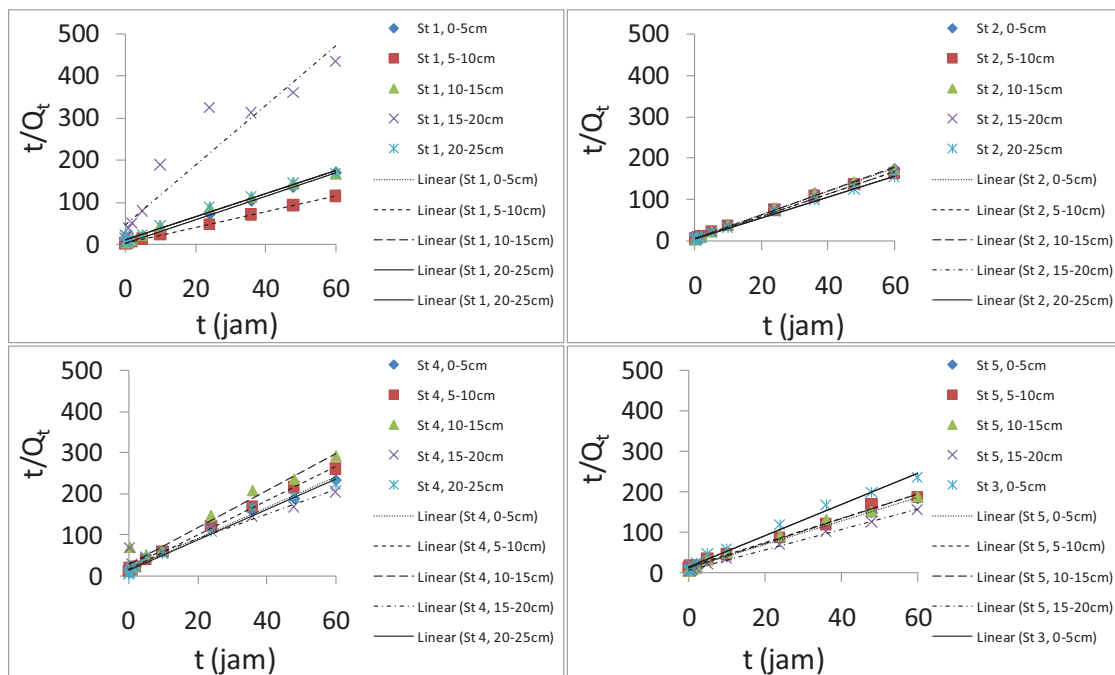 500
400
300
200
100
0
t/Qt
0 20 40 60
t (jam)
St 1, 0-5cm
St 1, 5-10cm
St 1, 10-15cm
St 1, 15-20cm
St 1, 20-25cm
Linear (St 1, 0-5cm)
Linear (St 1, 5-10cm)
Linear (St 1, 10-15cm)
Linear (St 1, 20-25cm)
Linear (St 1, 20-25cm)
500
400
300
200
100
0
t/Qt
0 20 40 60
t (jam)
St 2, 0-5cm
St 2, 5-10cm
St 2, 10-15cm
St 2, 15-20cm
St 2, 20-25cm
Linear (St 2, 0-5cm)
Linear (St 2, 5-10cm)
Linear (St 2, 10-15cm)
Linear (St 2, 15-20cm)
Linear (St 2, 20-25cm)
500
400
300
200
100
0
t/Qt
0 20 40 60
t (jam)
St 4, 0-5cm
St 4, 5-10cm
St 4, 10-15cm
St 4, 15-20cm
St 4, 20-25cm
Linear (St 4, 0-5cm)
Linear (St 4, 5-10cm)
Linear (St 4, 10-15cm)
Linear (St 4, 15-20cm)
Linear (St 4, 20-25cm)
500
400
300
200
100
0
t/Qt
0 20 40 60
t (jam)
St 5, 0-5cm
St 5, 5-10cm
St 5, 10-15cm
St 5, 15-20cm
St 3, 0-5cm
Linear (St 5, 0-5cm)
Linear (St 5, 5-10cm)
Linear (St 5, 10-15cm)
Linear (St 5, 15-20cm)
Linear (St 3, 0-5cm)